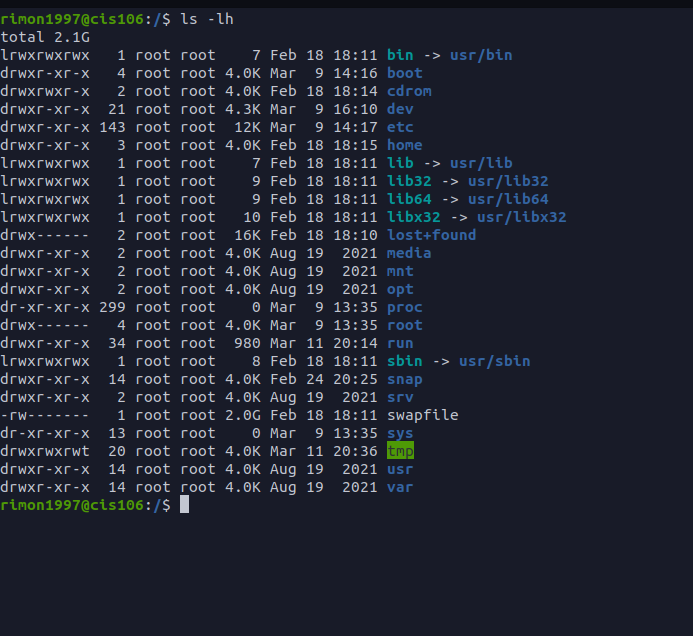 rimon1997@cis106:/$ ls -lh
total 2.1G
lrwxrwxrwx   1 root root    7 Feb 18 18:11 bin -> usr/bin
drwxr-xr-x   4 root root 4.0K Mar  9 14:16 boot
drwxr-xr-x   2 root root 4.0K Feb 18 18:14 cdrom
drwxr-xr-x  21 root root 4.3K Mar  9 16:10 dev
drwxr-xr-x 143 root root  12K Mar  9 14:17 etc
drwxr-xr-x   3 root root 4.0K Feb 18 18:15 home
lrwxrwxrwx   1 root root    7 Feb 18 18:11 lib -> usr/lib
lrwxrwxrwx   1 root root    9 Feb 18 18:11 lib32 -> usr/lib32
lrwxrwxrwx   1 root root    9 Feb 18 18:11 lib64 -> usr/lib64
lrwxrwxrwx   1 root root   10 Feb 18 18:11 libx32 -> usr/libx32
drwx------   2 root root  16K Feb 18 18:10 lost+found
drwxr-xr-x   2 root root 4.0K Aug 19  2021 media
drwxr-xr-x   2 root root 4.0K Aug 19  2021 mnt
drwxr-xr-x   2 root root 4.0K Aug 19  2021 opt
dr-xr-xr-x 299 root root    0 Mar  9 13:35 proc
drwx------   4 root root 4.0K Mar  9 13:35 root
drwxr-xr-x  34 root root  980 Mar 11 20:14 run
lrwxrwxrwx   1 root root    8 Feb 18 18:11 sbin -> usr/sbin
drwxr-xr-x  14 root root 4.0K Feb 24 20:25 snap
drwxr-xr-x   2 root root 4.0K Aug 19  2021 srv
-rw-------   1 root root 2.0G Feb 18 18:11 swapfile
dr-xr-xr-x  13 root root    0 Mar  9 13:35 sys
drwxrwxrwt  20 root root 4.0K Mar 11 20:36 tmp
drwxr-xr-x  14 root root 4.0K Aug 19  2021 usr
drwxr-xr-x  14 root root 4.0K Aug 19  2021 var
rimon1997@cis106:/$